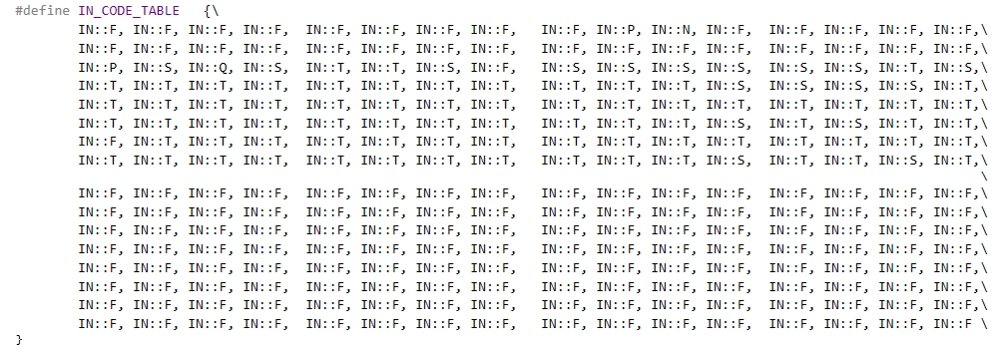 #define IN_CODE_TABLE   {\
        IN::F, IN::F, IN::F, IN::F,  IN::F, IN::F, IN::F, IN::F,   IN::F, IN::P, IN::N, IN::F,  IN::F, IN::F, IN::F, IN::F,\
        IN::F, IN::F, IN::F, IN::F,  IN::F, IN::F, IN::F, IN::F,   IN::F, IN::F, IN::F, IN::F,  IN::F, IN::F, IN::F, IN::F,\
        IN::P, IN::S, IN::Q, IN::S,  IN::T, IN::T, IN::S, IN::F,   IN::S, IN::S, IN::S, IN::S,  IN::S, IN::S, IN::T, IN::S,\
        IN::T, IN::T, IN::T, IN::T,  IN::T, IN::T, IN::T, IN::T,   IN::T, IN::T, IN::T, IN::S,  IN::S, IN::S, IN::S, IN::T,\
        IN::T, IN::T, IN::T, IN::T,  IN::T, IN::T, IN::T, IN::T,   IN::T, IN::T, IN::T, IN::T,  IN::T, IN::T, IN::T, IN::T,\
        IN::T, IN::T, IN::T, IN::T,  IN::T, IN::T, IN::T, IN::T,   IN::T, IN::T, IN::T, IN::S,  IN::T, IN::S, IN::T, IN::T,\
        IN::F, IN::T, IN::T, IN::T,  IN::T, IN::T, IN::T, IN::T,   IN::T, IN::T, IN::T, IN::T,  IN::T, IN::T, IN::T, IN::T,\
        IN::T, IN::T, IN::T, IN::T,  IN::T, IN::T, IN::T, IN::T,   IN::T, IN::T, IN::T, IN::S,  IN::T, IN::T, IN::S, IN::T,\
                                                                                                                           \
        IN::F, IN::F, IN::F, IN::F,  IN::F, IN::F, IN::F, IN::F,   IN::F, IN::F, IN::F, IN::F,  IN::F, IN::F, IN::F, IN::F,\
        IN::F, IN::F, IN::F, IN::F,  IN::F, IN::F, IN::F, IN::F,   IN::F, IN::F, IN::F, IN::F,  IN::F, IN::F, IN::F, IN::F,\
        IN::F, IN::F, IN::F, IN::F,  IN::F, IN::F, IN::F, IN::F,   IN::F, IN::F, IN::F, IN::F,  IN::F, IN::F, IN::F, IN::F,\
        IN::F, IN::F, IN::F, IN::F,  IN::F, IN::F, IN::F, IN::F,   IN::F, IN::F, IN::F, IN::F,  IN::F, IN::F, IN::F, IN::F,\
        IN::F, IN::F, IN::F, IN::F,  IN::F, IN::F, IN::F, IN::F,   IN::F, IN::F, IN::F, IN::F,  IN::F, IN::F, IN::F, IN::F,\
        IN::F, IN::F, IN::F, IN::F,  IN::F, IN::F, IN::F, IN::F,   IN::F, IN::F, IN::F, IN::F,  IN::F, IN::F, IN::F, IN::F,\
        IN::F, IN::F, IN::F, IN::F,  IN::F, IN::F, IN::F, IN::F,   IN::F, IN::F, IN::F, IN::F,  IN::F, IN::F, IN::F, IN::F,\
        IN::F, IN::F, IN::F, IN::F,  IN::F, IN::F, IN::F, IN::F,   IN::F, IN::F, IN::F, IN::F,  IN::F, IN::F, IN::F, IN::F \
}